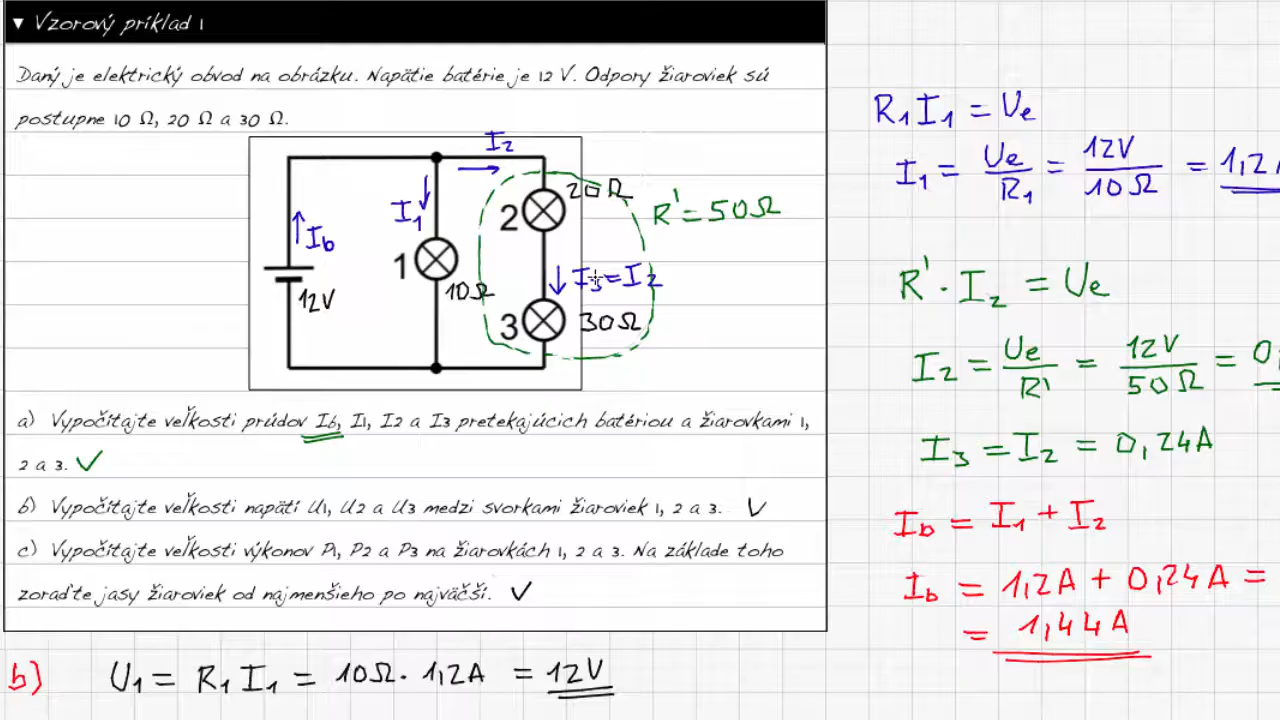 ▼ Vzorový príklad 1
Daný je elektrický obvod na obrázku. Napätie batérie je 12 V. Odpory žiaroviek sú
postupne 10 Ω, 20 Ω a 30 Ω.
I2
20Ω
I1
2
R' = 50Ω
Ib
1
I3 = I2
10Ω
12V
3
30Ω
a) Vypočítajte veľkosti prúdov Ib, I1, I2 a I3 pretekajúcich batériou a žiarovkami 1,
2 a 3. ✓
b) Vypočítajte veľkosti napätí U1, U2 a U3 medzi svorkami žiaroviek 1, 2 a 3. ✓
c) Vypočítajte veľkosti výkonov P1, P2 a P3 na žiarovkách 1, 2 a 3. Na základe toho
zoraďte jasy žiaroviek od najmenšieho po najväčší. ✓
b) U1 = R1 I1 = 10Ω · 1,2A = 12V
R1 I1 = Ue
I1 = Ue/R1 = 12V/10Ω = 1,2
R' · I2 = Ue
I2 = Ue/R' = 12V/50Ω = 0,
I3 = I2 = 0,24A
Ib = I1 + I2
Ib = 1,2A + 0,24A =
= 1,44A